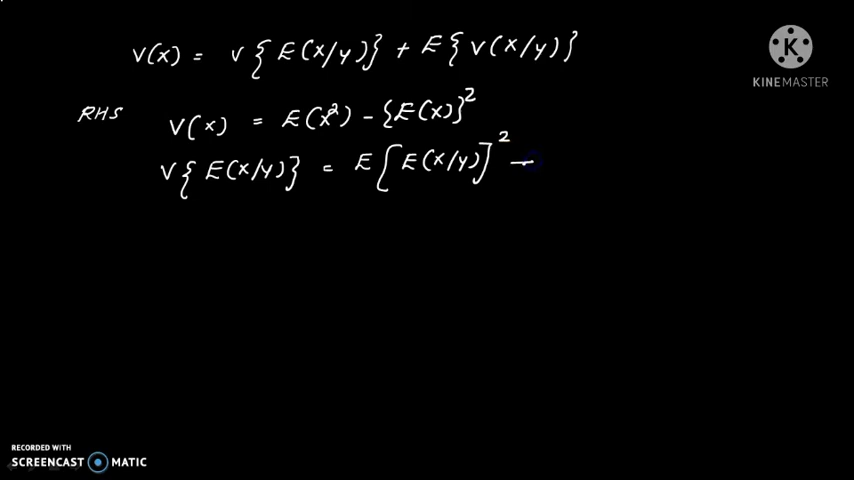 V(x) = V{E(x/y)} + E{V(x/y)}
K
KINEMASTER
RHS V(x) = E(x²) - {E(x)}²
V{E(x/y)} = E[E(x/y)]² -
RECORDED WITH
SCREENCAST MATIC